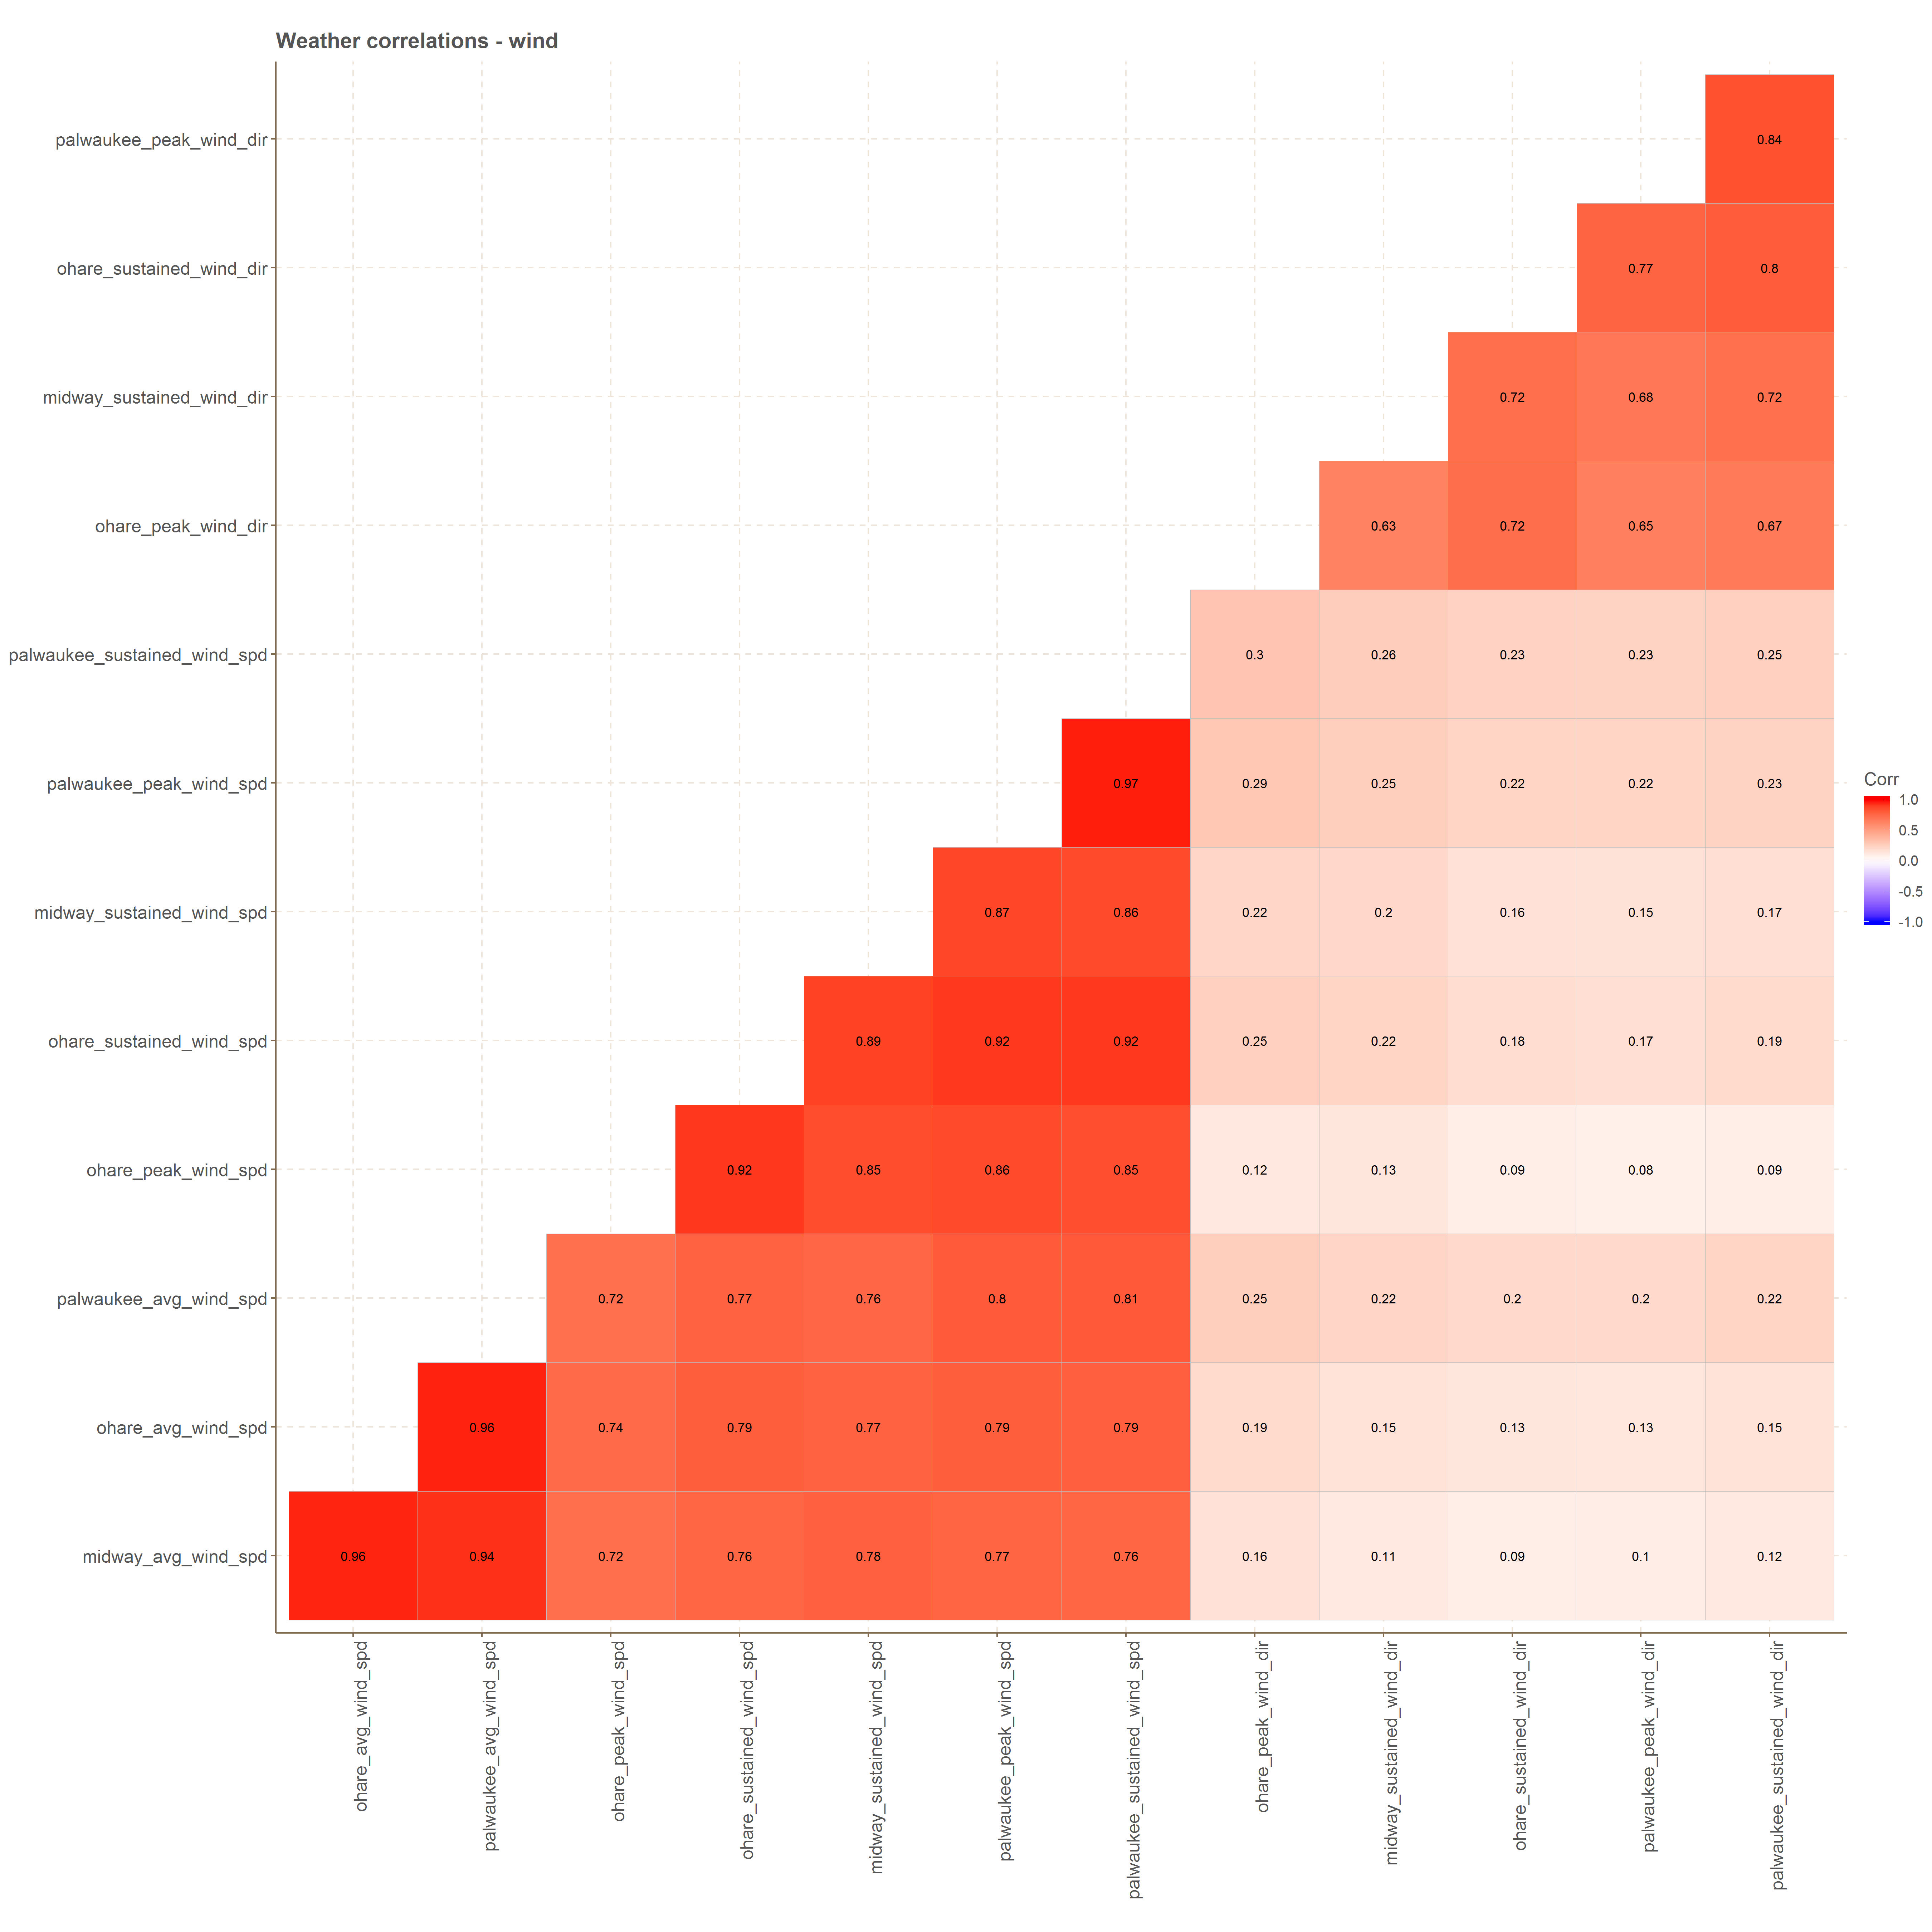 Weather correlations - wind
palwaukee_peak_wind_dir
0.84
ohare_sustained_wind_dir
0.77 0.8
midway_sustained_wind_dir
0.72 0.68 0.72
ohare_peak_wind_dir
0.63 0.72 0.65 0.67
palwaukee_sustained_wind_spd
0.3 0.26 0.23 0.23 0.25
palwaukee_peak_wind_spd
0.97 0.29 0.25 0.22 0.22 0.23
midway_sustained_wind_spd
0.87 0.86 0.22 0.2 0.16 0.15 0.17
ohare_sustained_wind_spd
0.89 0.92 0.92 0.25 0.22 0.18 0.17 0.19
ohare_peak_wind_spd
0.92 0.85 0.86 0.85 0.12 0.13 0.09 0.08 0.09
palwaukee_avg_wind_spd
0.72 0.77 0.76 0.8 0.81 0.25 0.22 0.2 0.2 0.22
ohare_avg_wind_spd
0.96 0.74 0.79 0.77 0.79 0.79 0.19 0.15 0.13 0.13 0.15
midway_avg_wind_spd
0.96 0.94 0.72 0.76 0.78 0.77 0.76 0.16 0.11 0.09 0.1 0.12
ohare_avg_wind_spd
palwaukee_avg_wind_spd
ohare_peak_wind_spd
ohare_sustained_wind_spd
midway_sustained_wind_spd
palwaukee_peak_wind_spd
palwaukee_sustained_wind_spd
ohare_peak_wind_dir
midway_sustained_wind_dir
ohare_sustained_wind_dir
palwaukee_peak_wind_dir
palwaukee_sustained_wind_dir
Corr
1.0
0.5
0.0
-0.5
-1.0